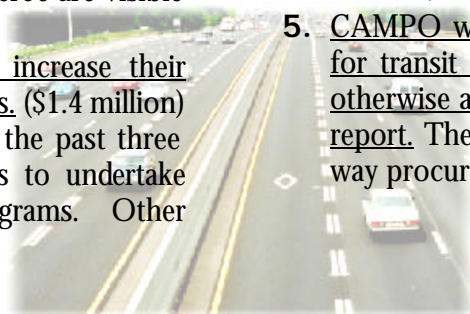 increase their
s. ($1.4 million)
the past three
s to undertake
grams. Other
5. CAMPO w
for transit
otherwise a
report. The
way procur